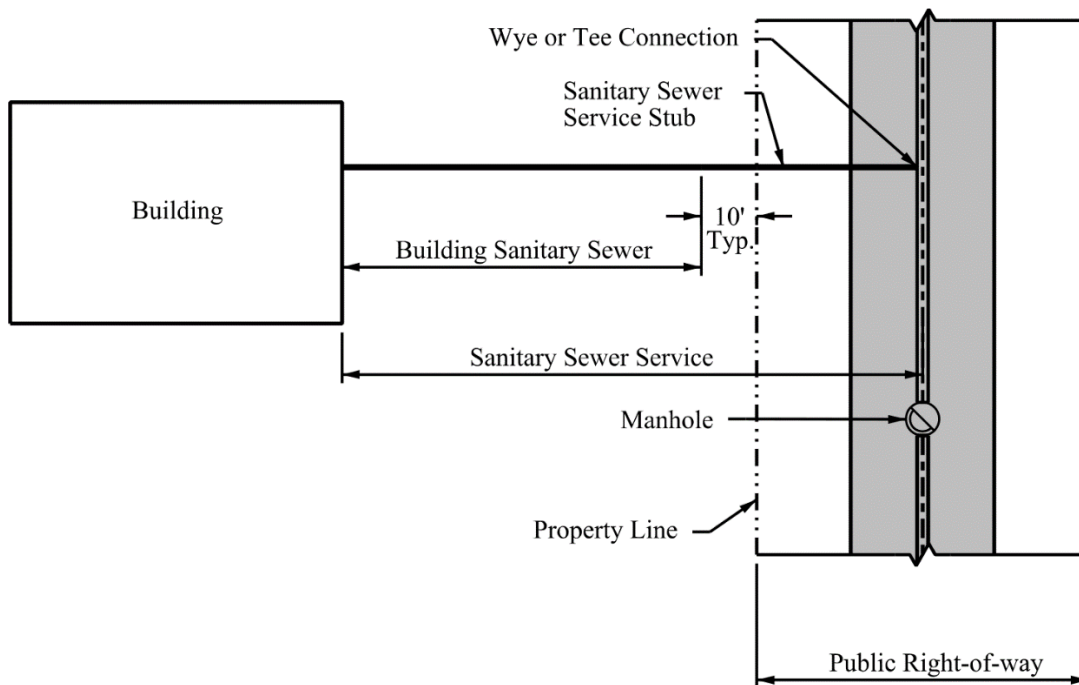 Wye or Tee Connection
Sanitary Sewer
Service Stub
Building
10'
Typ.
Building Sanitary Sewer
Sanitary Sewer Service
Manhole
Property Line
Public Right-of-way